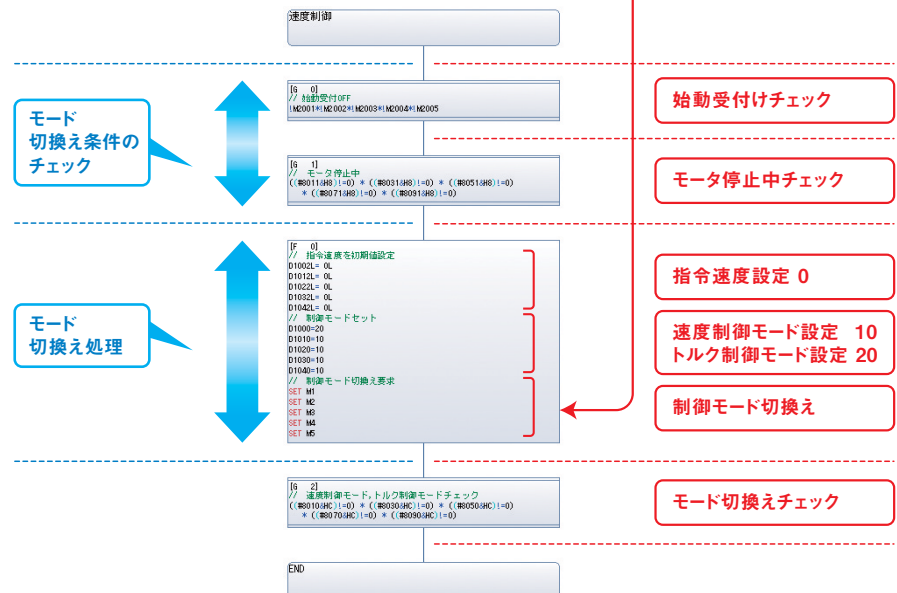 速度制御
モード
切換え条件の
チェック
[G 0]
// 始動受付OFF
!M2001*!M2002*!M2003*!M2004*!M2005
始動受付けチェック
[G 1]
// モータ停止中
((#8011&H8)!=0) * ((#8031&H8)!=0) * ((#8051&H8)!=0)
* ((#8071&H8)!=0) * ((#8091&H8)!=0)
モータ停止中チェック
モード
切換え処理
[F 0]
// 指令速度を初期値設定
D1002L= 0L
D1012L= 0L
D1022L= 0L
D1032L= 0L
D1042L= 0L
// 制御モードセット
D1000=20
D1010=10
D1020=10
D1030=10
D1040=10
// 制御モード切換え要求
SET M1
SET M2
SET M3
SET M4
SET M5
指令速度設定 0
速度制御モード設定 10
トルク制御モード設定 20
制御モード切換え
[G 2]
// 速度制御モード,トルク制御モードチェック
((#8010&HC)!=0) * ((#8030&HC)!=0) * ((#8050&HC)!=0)
* ((#8070&HC)!=0) * ((#8090&HC)!=0)
モード切換えチェック
END